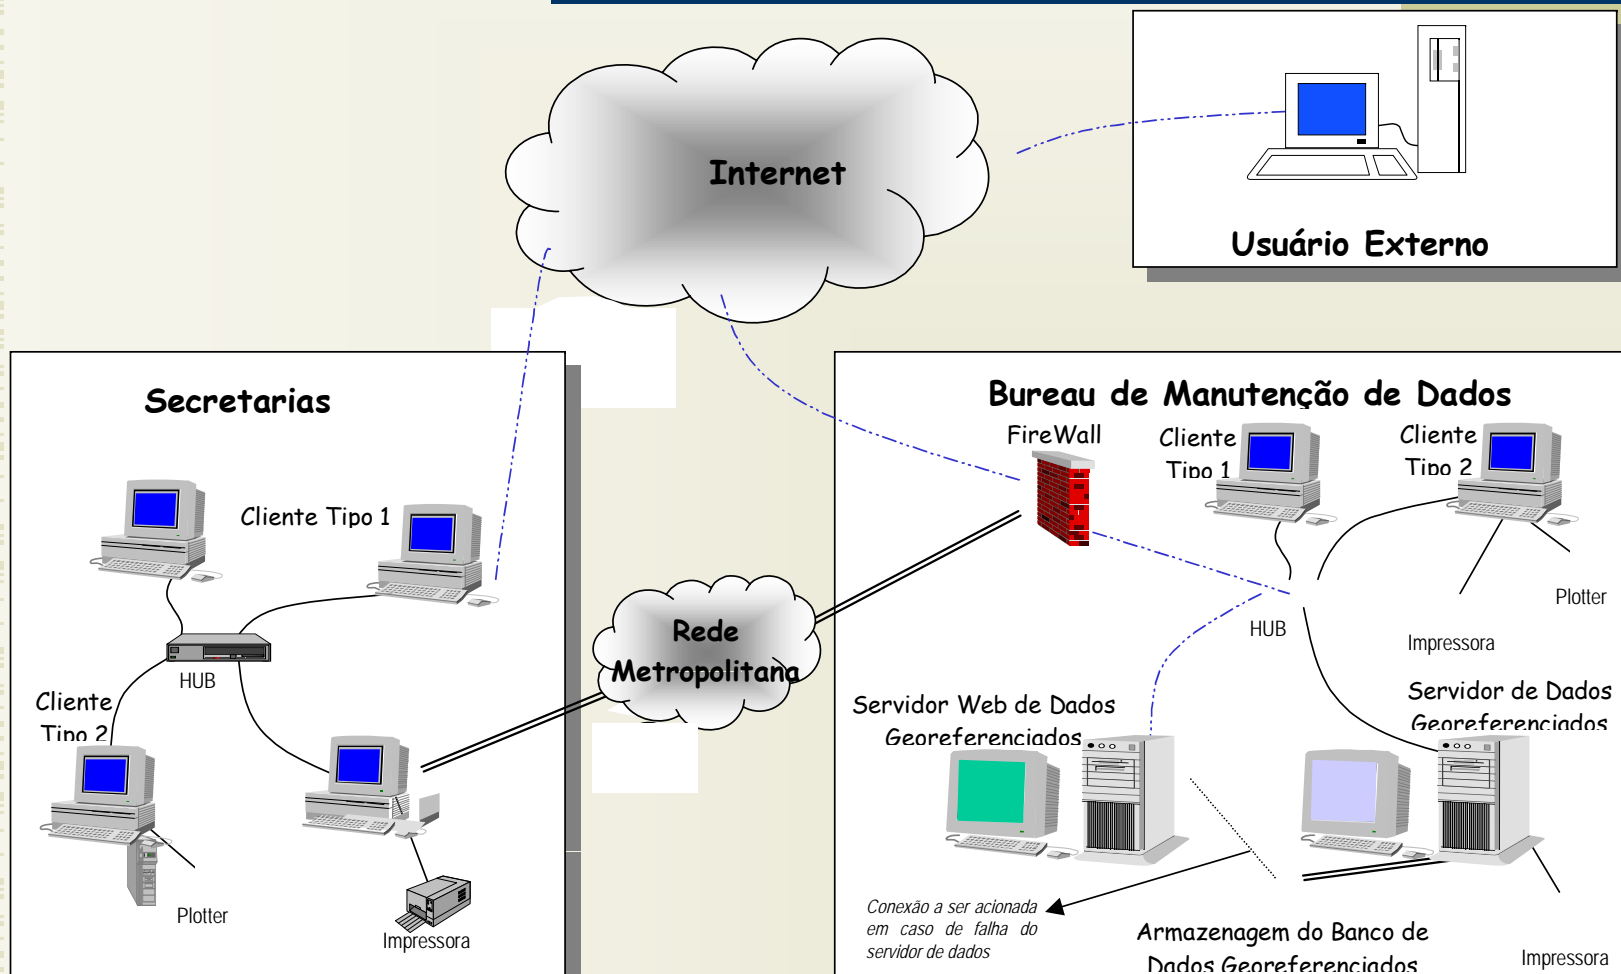 Internet
Usuário Externo
Secretarias
Cliente Tipo 1
HUB
Cliente
Tipo 2
Plotter
Impressora
Rede
Metropolitana
Bureau de Manutenção de Dados
FireWall
Cliente
Tipo 1
Cliente
Tipo 2
Plotter
HUB
Impressora
Servidor Web de Dados
Georeferenciados
Servidor de Dados
Georeferenciados
Conexão a ser acionada
em caso de falha do
servidor de dados
Armazenagem do Banco de
Dados Georeferenciados
Impressora